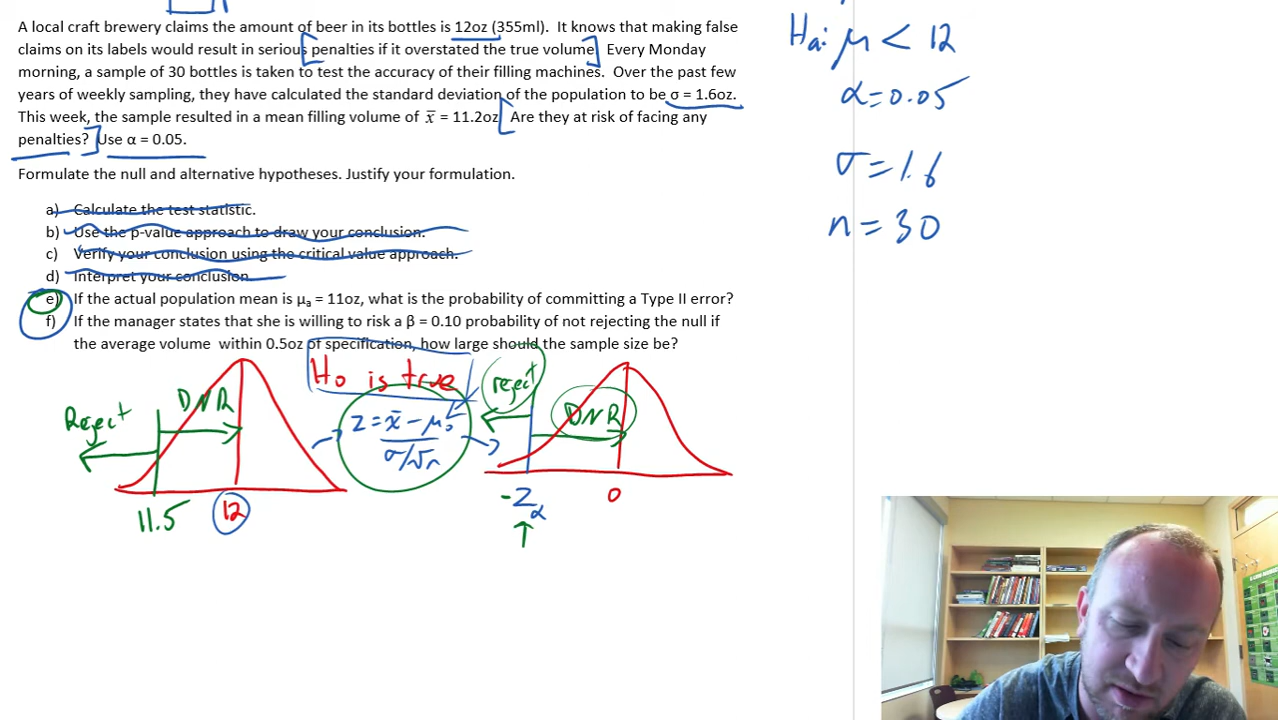 Ha: μ < 12
α = 0.05
σ = 1.6
n = 30
A local craft brewery claims the amount of beer in its bottles is 12oz (355ml). It knows that making false
claims on its labels would result in serious penalties if it overstated the true volume. Every Monday
morning, a sample of 30 bottles is taken to test the accuracy of their filling machines. Over the past few
years of weekly sampling, they have calculated the standard deviation of the population to be σ = 1.6oz.
This week, the sample resulted in a mean filling volume of x̄ = 11.2oz. Are they at risk of facing any
penalties? Use α = 0.05.
Formulate the null and alternative hypotheses. Justify your formulation.
a) Calculate the test statistic.
b) Use the p-value approach to draw your conclusion.
c) Verify your conclusion using the critical value approach.
d) Interpret your conclusion
e) If the actual population mean is μa = 11oz, what is the probability of committing a Type II error?
f) If the manager states that she is willing to risk a β = 0.10 probability of not rejecting the null if
the average volume within 0.5oz of specification, how large should the sample size be?
Ho is true
Reject DNR
z = x̄ - μ₀
σ/√n
reject DNR
11.5 12
-Zα 0